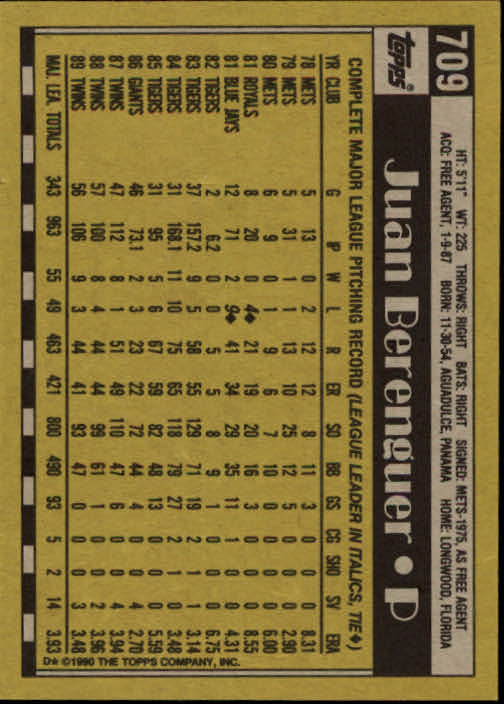 709
HT: 5'11" WT: 225 THROWS: RIGHT BATS: RIGHT SIGNED: METS-1975, AS FREE AGENT
ACQ: FREE AGENT, 1-9-87 BORN: 11-30-54, AGUADULCE, PANAMA HOME: LONGWOOD, FLORIDA
topps® Juan Berenguer • P
COMPLETE MAJOR LEAGUE PITCHING RECORD (LEAGUE LEADER IN ITALICS, TIE♦)
YR CLUB G IP W L R ER SO BB GS CG SHO SV ERA
78 METS 5 13 0 2 12 12 8 11 3 0 0 0 8.31
79 METS 5 31 1 1 13 10 25 12 5 0 0 0 2.90
80 METS 6 9 0 1 9 6 7 10 0 0 0 0 6.00
81 ROYALS 8 20 0 4♦ 21 19 20 16 3 0 0 0 8.55
81 BLUE JAYS 12 71 2 9♦ 41 34 29 35 11 1 0 0 4.31
82 TIGERS 2 6.2 0 0 5 5 8 9 1 0 0 0 6.75
83 TIGERS 37 157.2 9 5 58 55 129 71 19 2 1 1 3.14
84 TIGERS 31 168.1 11 10 75 65 118 79 27 2 1 0 3.48
85 TIGERS 31 95 5 6 67 59 82 48 13 0 0 0 5.59
86 GIANTS 46 73.1 2 3 23 22 72 44 4 0 0 4 2.70
87 TWINS 47 112 8 1 51 49 110 47 6 0 0 4 3.94
88 TWINS 57 100 8 4 44 44 99 61 1 0 0 2 3.96
89 TWINS 56 106 9 3 44 41 93 47 0 0 0 3 3.48
MAJ. LEA. TOTALS 343 963 55 49 463 421 800 490 93 5 2 14 3.93
D★ ©1990 THE TOPPS COMPANY, INC.